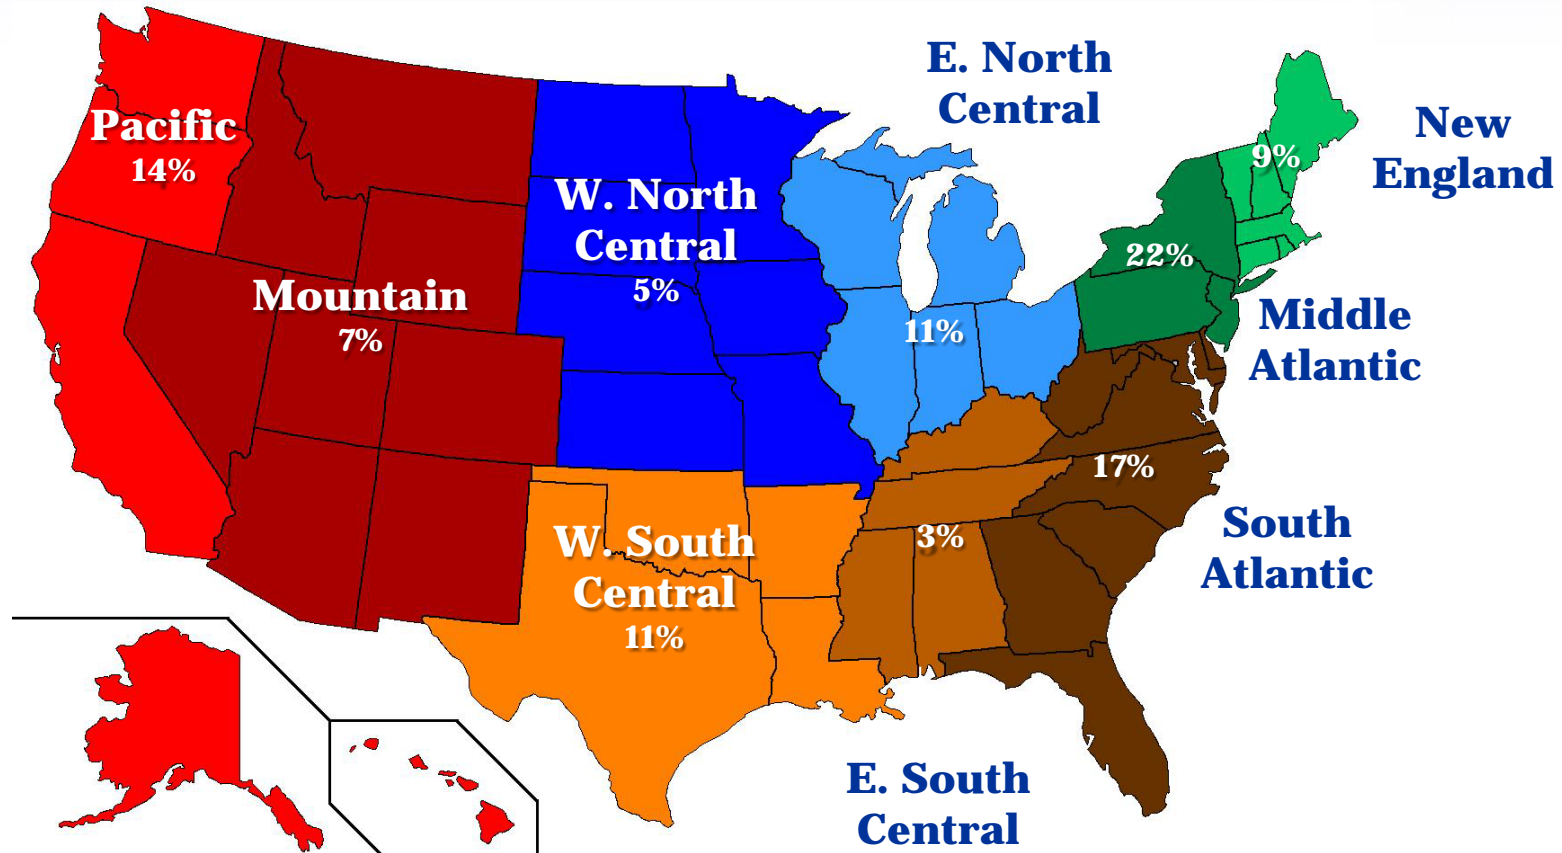 Pacific
14%
Mountain
7%
W. North
Central
5%
W. South
Central
11%
E. North
Central
11%
New
England
9%
22%
Middle
Atlantic
17%
South
Atlantic
3%
E. South
Central